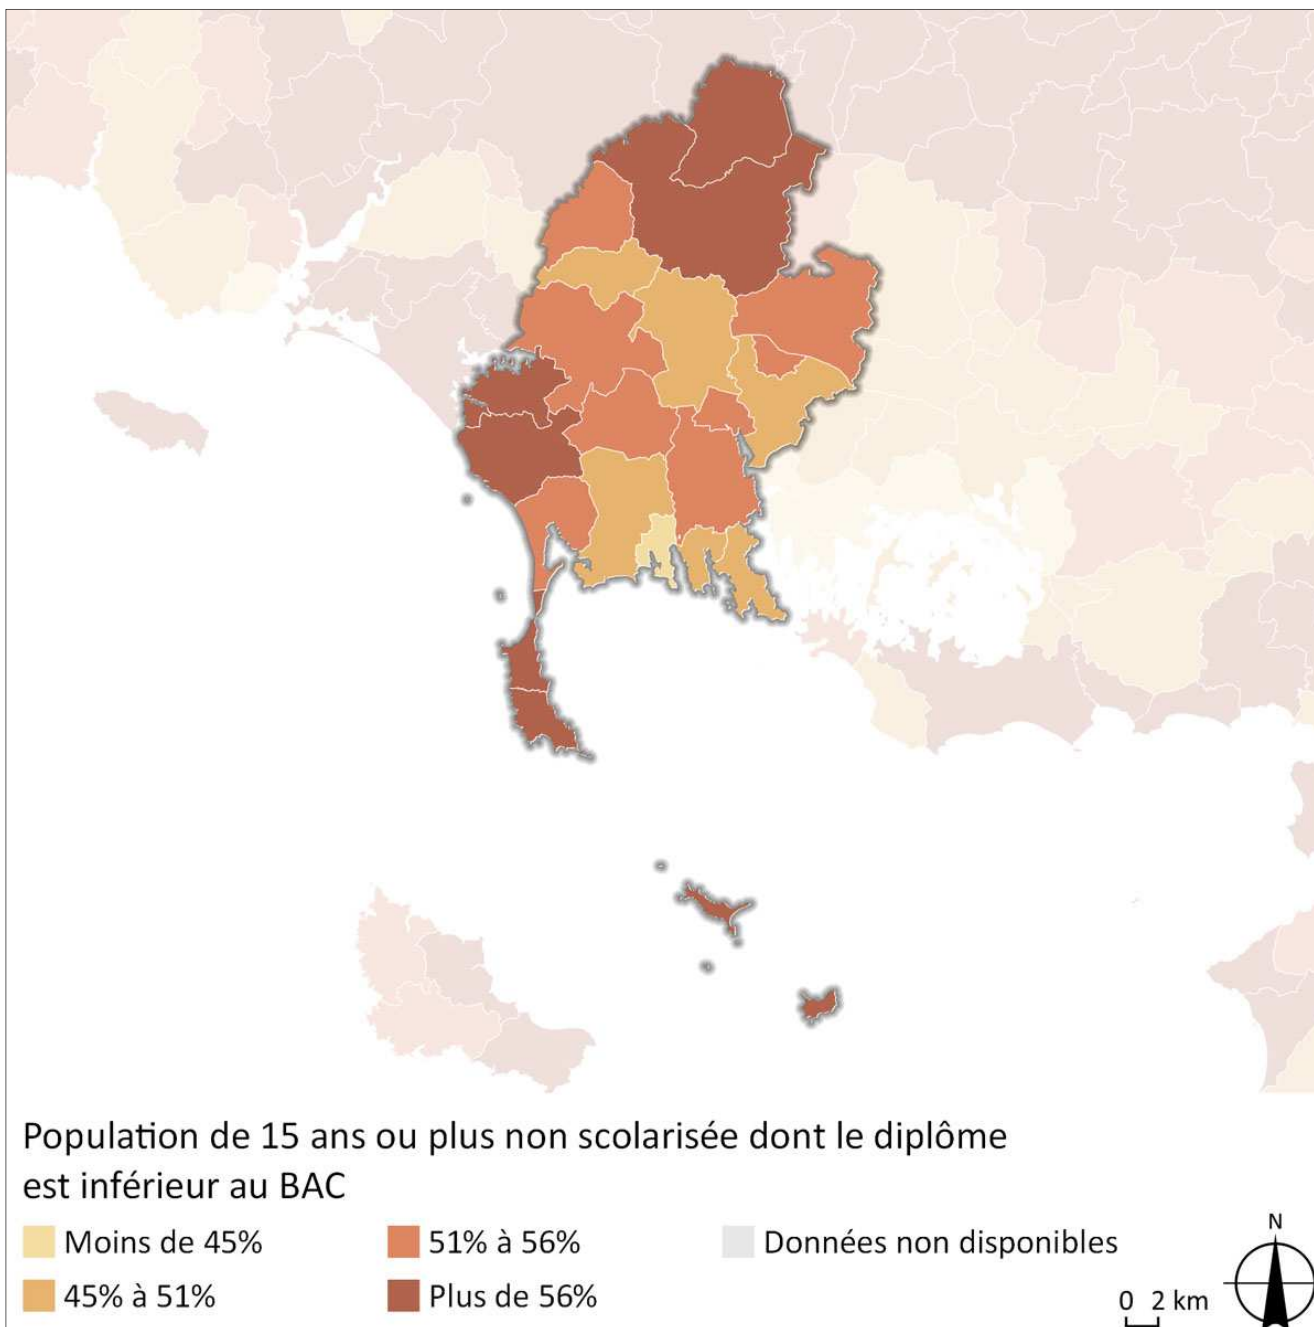 Population de 15 ans ou plus non scolarisée dont le diplôme
est inférieur au BAC
Moins de 45%
51% à 56%
Données non disponibles
45% à 51%
Plus de 56%
0 2 km
N